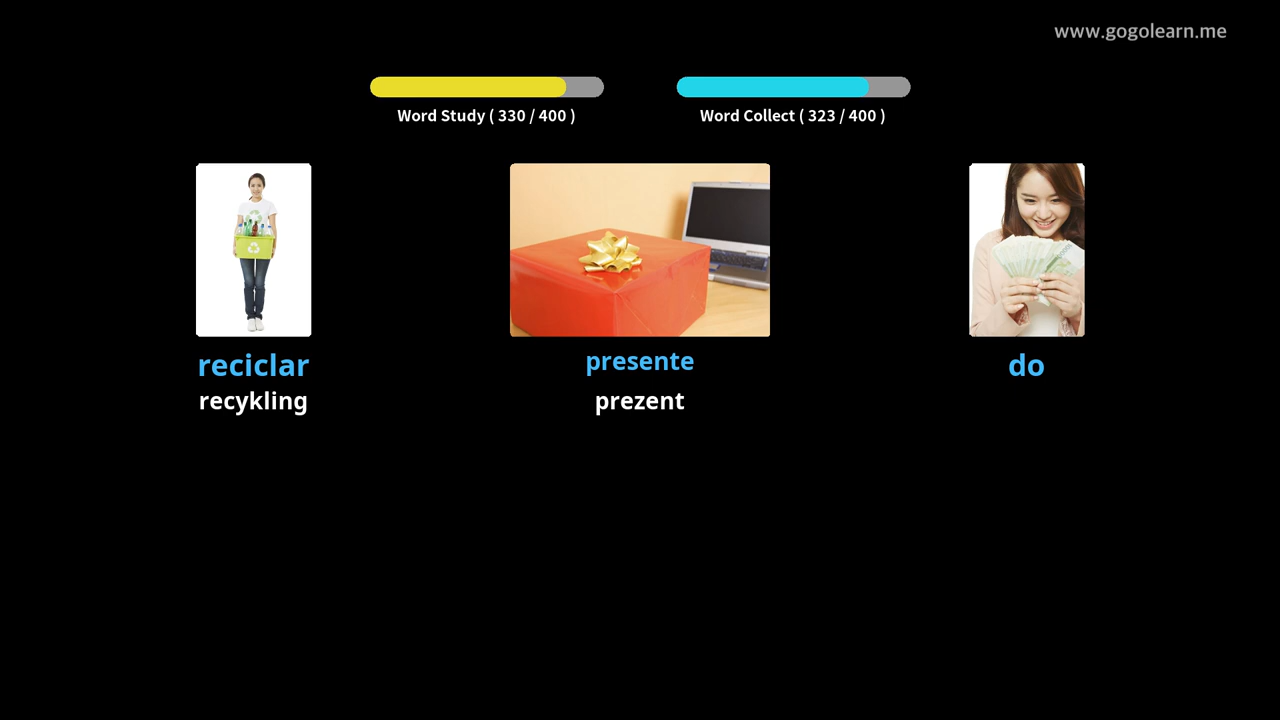 www.gogolearn.me
Word Study ( 330 / 400 )
Word Collect ( 323 / 400 )
reciclar
presente
do
recykling
prezent